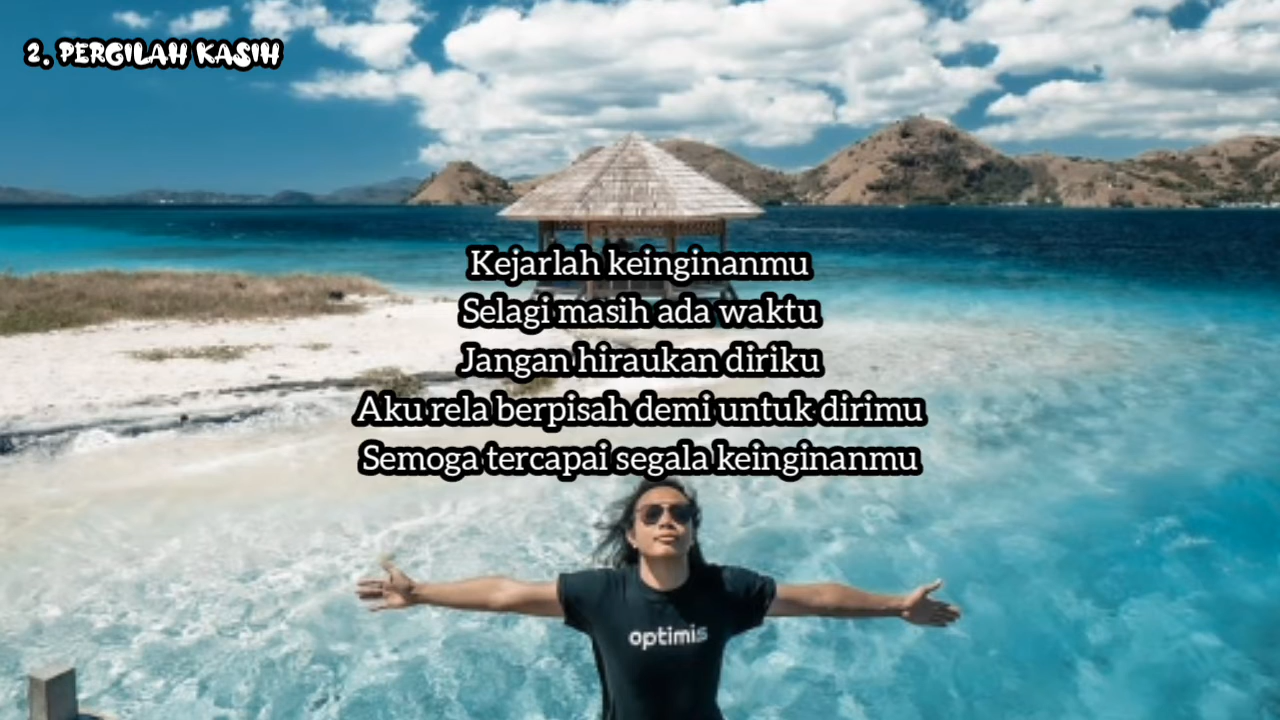 2. PERGILAH KASIH
Kejarlah keinginanmu
Selagi masih ada waktu
Jangan hiraukan diriku
Aku rela berpisah demi untuk dirimu
Semoga tercapai segala keinginanmu
optimis